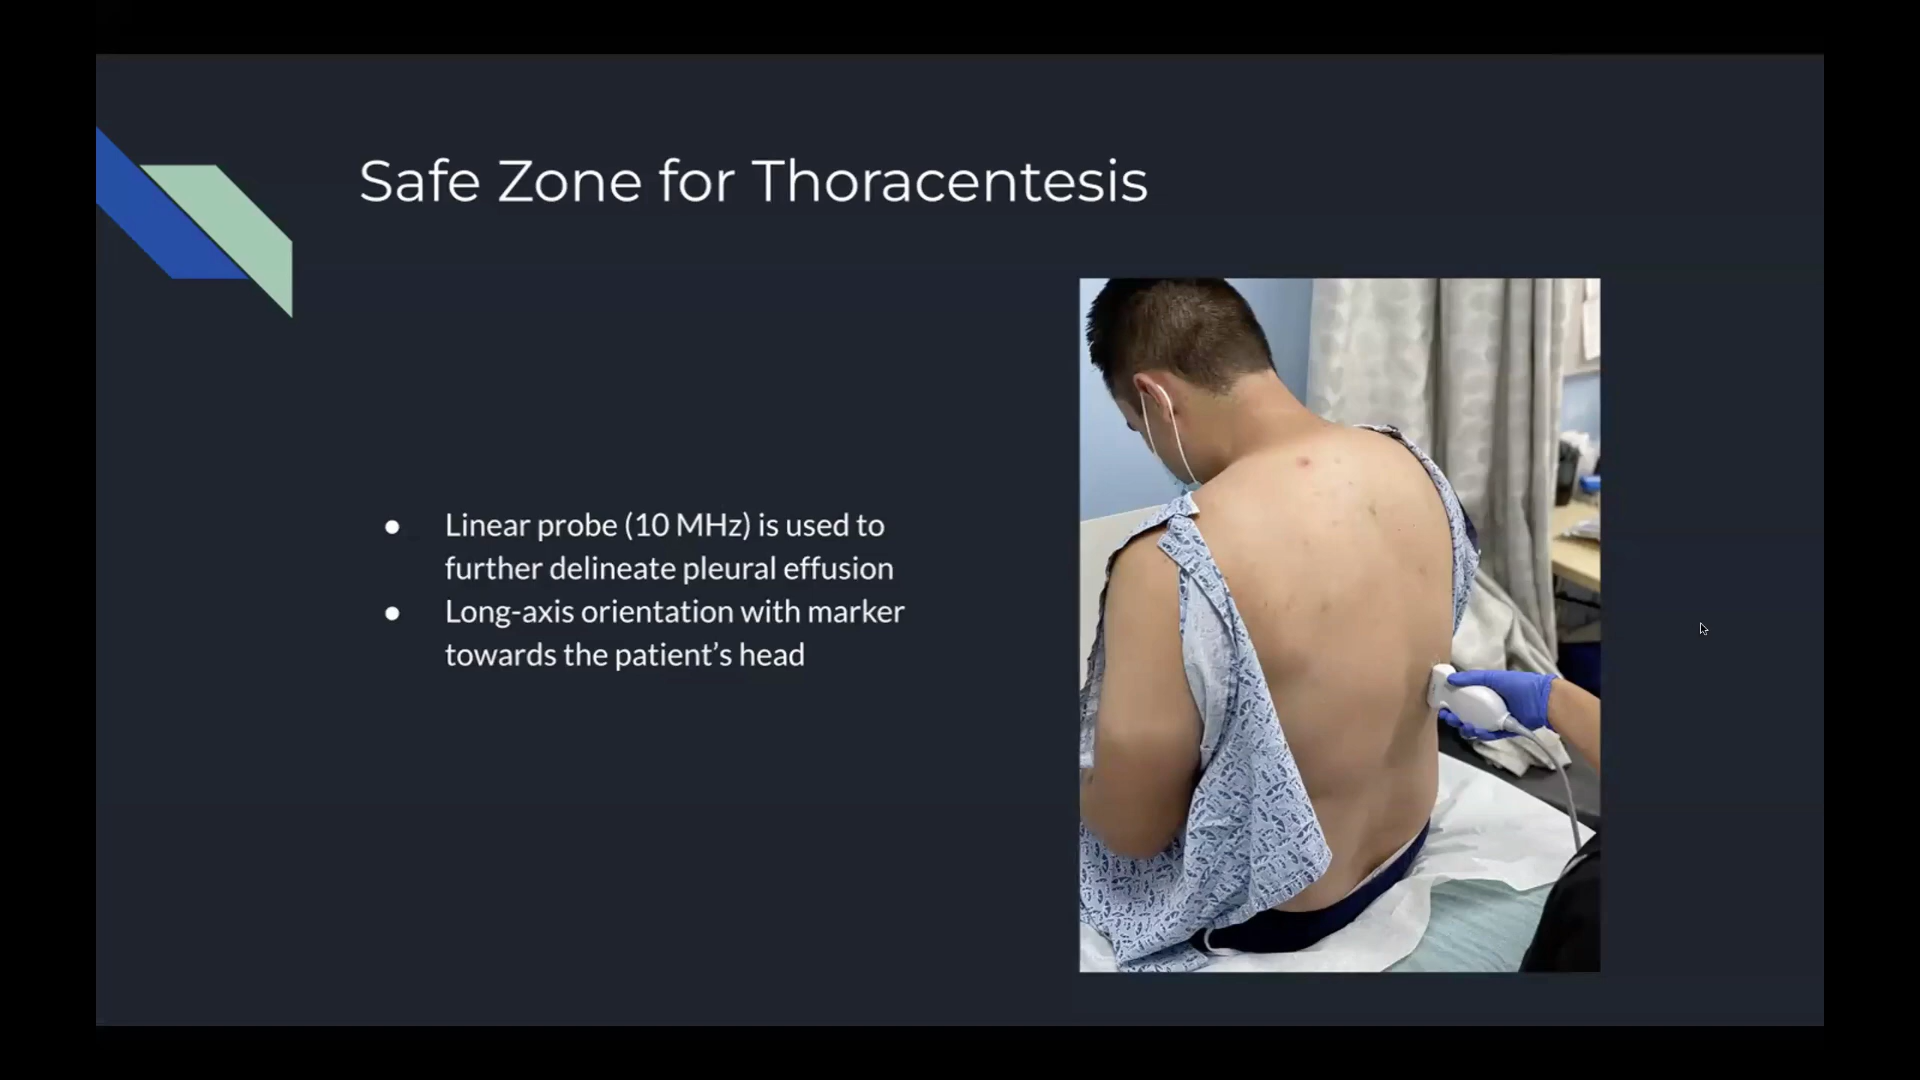 Safe Zone for Thoracentesis
● Linear probe (10 MHz) is used to
further delineate pleural effusion
● Long-axis orientation with marker
towards the patient’s head